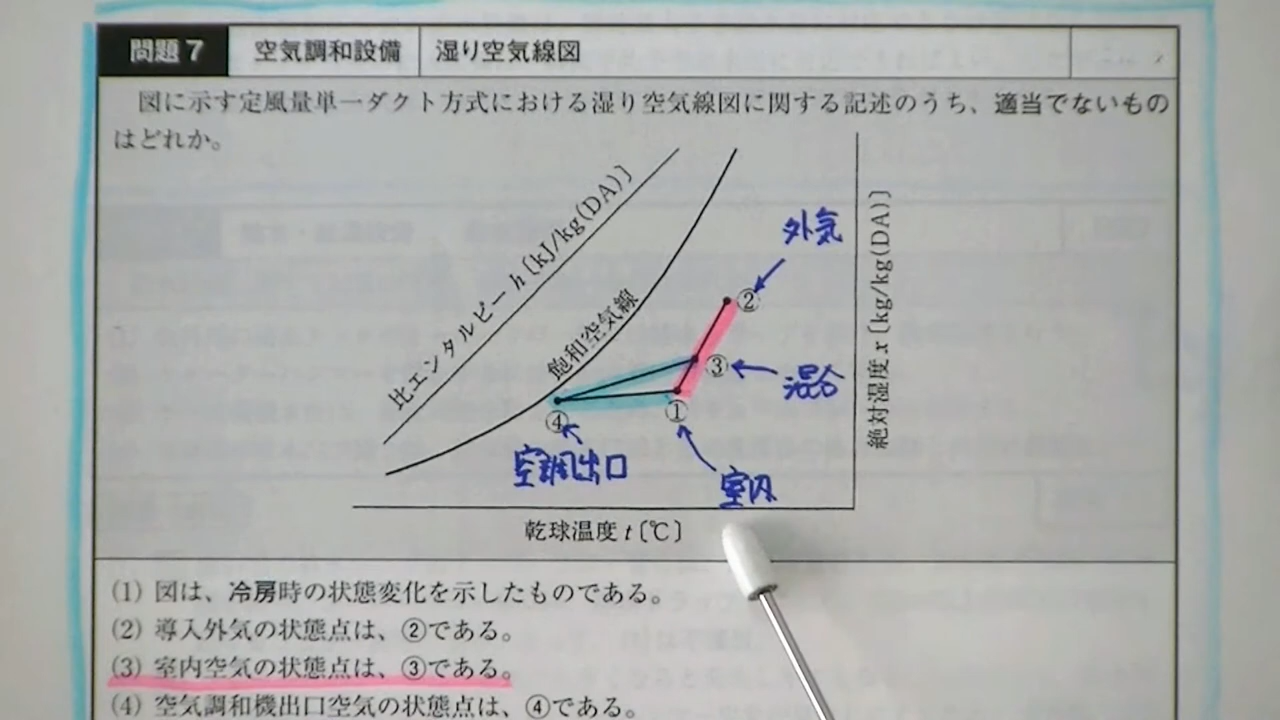 問題7 空気調和設備 湿り空気線図
図に示す定風量単一ダクト方式における湿り空気線図に関する記述のうち、適当でないもの
はどれか。
比エンタルピー h〔kJ/kg(DA)〕
飽和空気線
絶対湿度 x〔kg/kg(DA)〕
外気
②
③
混合
①
④
空調出口
室内
乾球温度 t〔℃〕
(1) 図は、冷房時の状態変化を示したものである。
(2) 導入外気の状態点は、②である。
(3) 室内空気の状態点は、③である。
(4) 空気調和機出口空気の状態点は、④である。